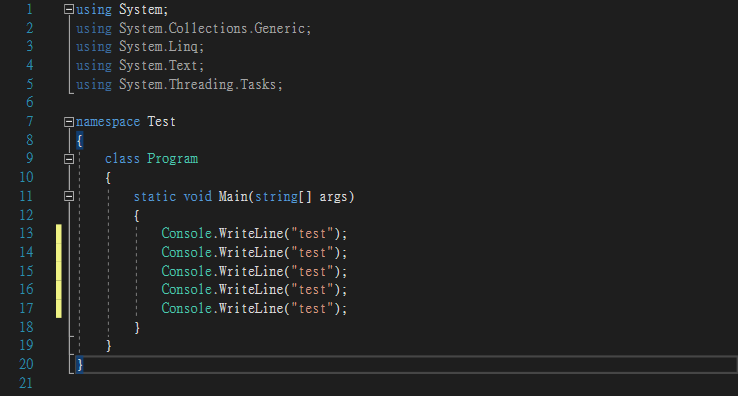 1 using System;
2 using System.Collections.Generic;
3 using System.Linq;
4 using System.Text;
5 using System.Threading.Tasks;
6
7 namespace Test
8 {
9 class Program
10 {
11 static void Main(string[] args)
12 {
13 Console.WriteLine("test");
14 Console.WriteLine("test");
15 Console.WriteLine("test");
16 Console.WriteLine("test");
17 Console.WriteLine("test");
18 }
19 }
20 }
21